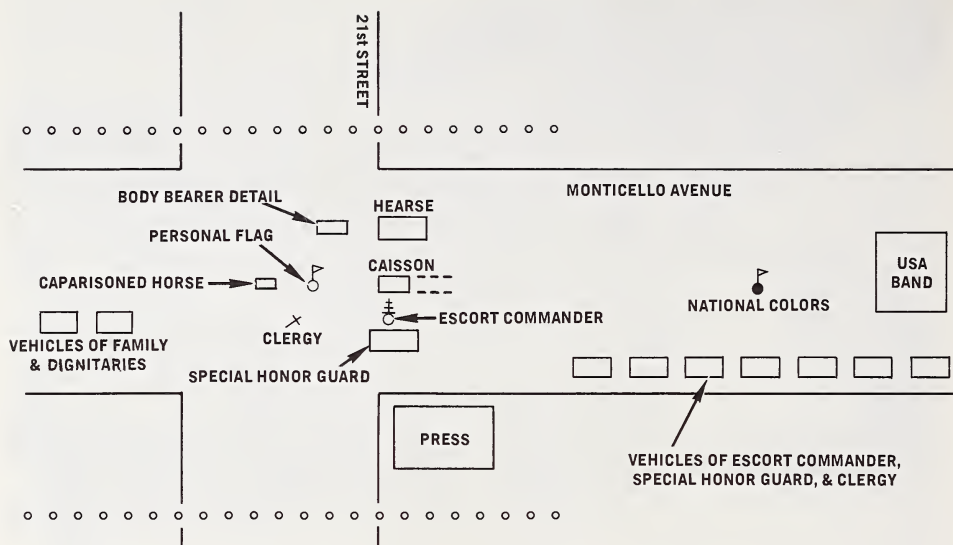 21st STREET
MONTICELLO AVENUE
BODY BEARER DETAIL
HEARSE
PERSONAL FLAG
CAISSON
USA
BAND
CAPARISONED HORSE
NATIONAL COLORS
ESCORT COMMANDER
CLERGY
VEHICLES OF FAMILY
& DIGNITARIES
SPECIAL HONOR GUARD
PRESS
VEHICLES OF ESCORT COMMANDER,
SPECIAL HONOR GUARD, & CLERGY